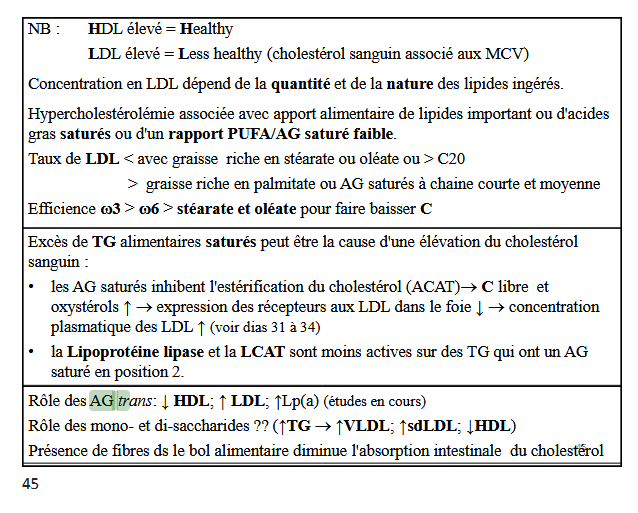 NB : HDL élevé = Healthy
LDL élevé = Less healthy (cholestérol sanguin associé aux MCV)
Concentration en LDL dépend de la quantité et de la nature des lipides ingérés.
Hypercholestérolémie associée avec apport alimentaire de lipides important ou d'acides
gras saturés ou d'un rapport PUFA/AG saturé faible.
Taux de LDL < avec graisse riche en stéarate ou oléate ou > C20
> graisse riche en palmitate ou AG saturés à chaine courte et moyenne
Efficience ω3 > ω6 > stéarate et oléate pour faire baisser C
Excès de TG alimentaires saturés peut être la cause d'une élévation du cholestérol
sanguin :
• les AG saturés inhibent l'estérification du cholestérol (ACAT)→ C libre et
oxystérols ↑ → expression des récepteurs aux LDL dans le foie ↓ → concentration
plasmatique des LDL ↑ (voir dias 31 à 34)
• la Lipoprotéine lipase et la LCAT sont moins actives sur des TG qui ont un AG
saturé en position 2.
Rôle des AG trans: ↓ HDL; ↑ LDL; ↑Lp(a) (études en cours)
Rôle des mono- et di-saccharides ?? (↑TG → ↑VLDL; ↑sdLDL; ↓HDL)
Présence de fibres ds le bol alimentaire diminue l'absorption intestinale du cholestérol
45